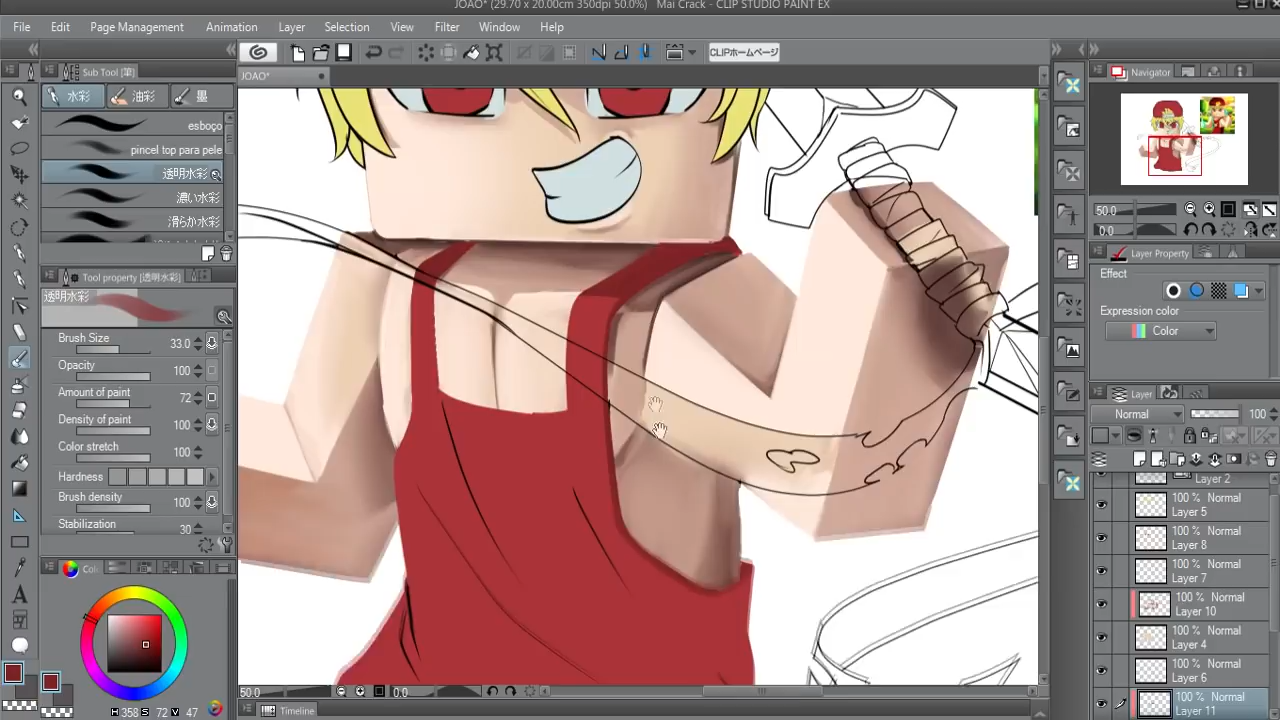 JOAO* (29.70 x 20.00cm 350dpi 50.0%) Mai Crack - CLIP STUDIO PAINT EX
File Edit Page Management Animation Layer Selection View Filter Window Help
CLIPホームページ
JOAO*
Sub Tool [筆]
水彩 油彩 墨
esboço
pincel top para pele
透明水彩
濃い水彩
滑らか水彩
Tool property [透明水彩]
透明水彩
Brush Size 33.0
Opacity 100
Amount of paint 72
Density of paint 100
Color stretch 100
Hardness
Brush density 100
Stabilization 30
H 358 S 72 V 47
50.0 0.0
Timeline
Navigator
50.0
0.0
Layer Property
Effect
Expression color
Color
Layer
Normal 100
Layer 2
100 % Normal
Layer 5
100 % Normal
Layer 8
100 % Normal
Layer 7
100 % Normal
Layer 10
100 % Normal
Layer 4
100 % Normal
Layer 6
100 % Normal
Layer 11